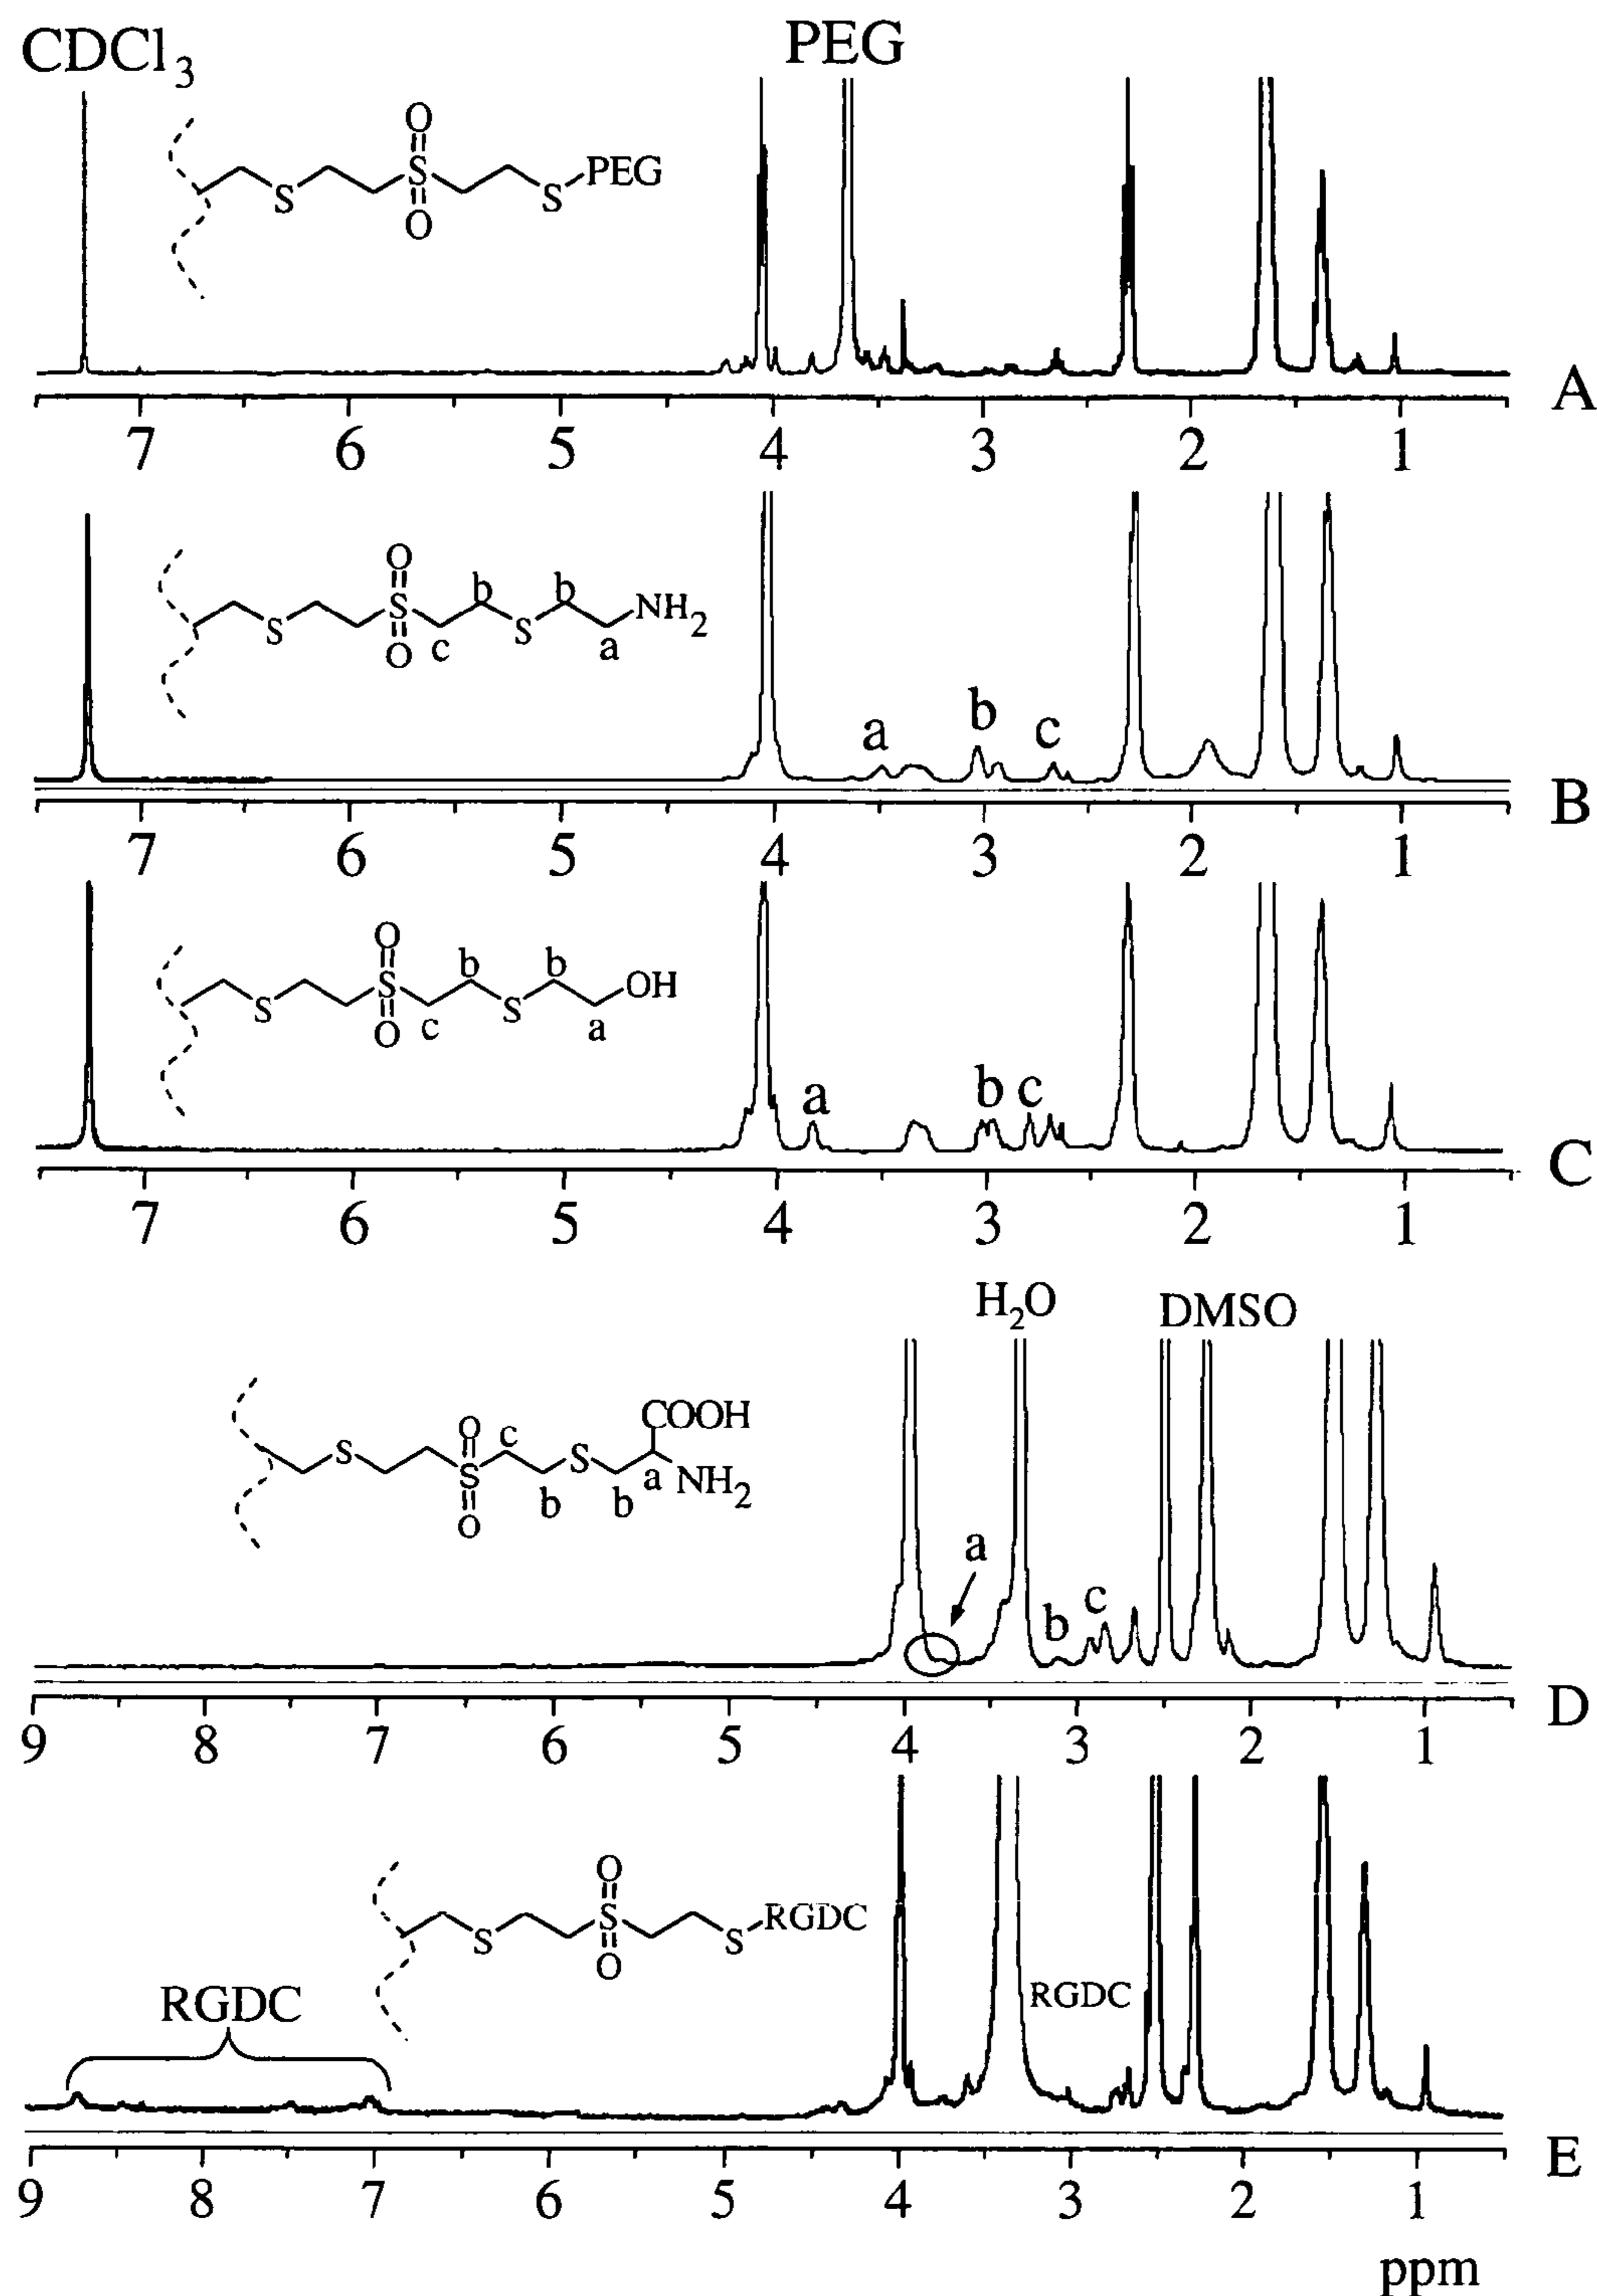 CDCl3 PEG
O
S S S PEG
O
A
7 6 5 4 3 2 1
O
b b
S S S NH2
O c a
a b c
B
7 6 5 4 3 2 1
O
b b
S S S OH
O c a
a b c
C
7 6 5 4 3 2 1
H2O DMSO
COOH
O c
S S S
a NH2
O b b
a
b c
D
9 8 7 6 5 4 3 2 1
O
S S S RGDC
O
RGDC
RGDC
E
9 8 7 6 5 4 3 2 1
ppm